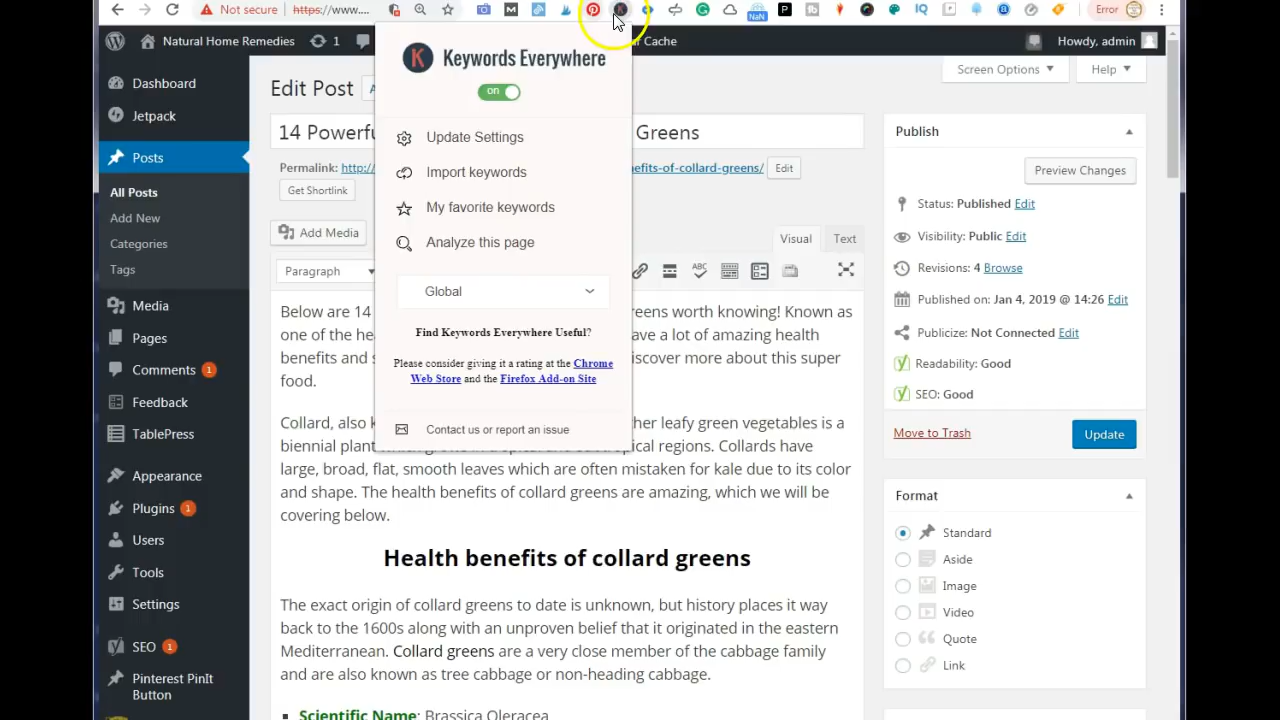 Not secure
https://www....
NaN
Error
Natural Home Remedies
1
Cache
Howdy, admin
Keywords Everywhere
on
Update Settings
Import keywords
My favorite keywords
Analyze this page
Global
Find Keywords Everywhere Useful?
Please consider giving it a rating at the Chrome
Web Store and the Firefox Add-on Site
Contact us or report an issue
Dashboard
Jetpack
Posts
All Posts
Add New
Categories
Tags
Media
Pages
Comments 1
Feedback
TablePress
Appearance
Plugins 1
Users
Tools
Settings
SEO 1
Pinterest PinIt
Button
Screen Options
Help
Edit Post
14 Powerfu Greens
Permalink: http:/ enefits-of-collard-greens/ Edit
Get Shortlink
Add Media
Visual
Text
Paragraph
ABC
Below are 14 reens worth knowing! Known as
one of the he ave a lot of amazing health
benefits and s iscover more about this super
food.
Collard, also k her leafy green vegetables is a
biennial plant which grows in tropical and sub-tropical regions. Collards have
large, broad, flat, smooth leaves which are often mistaken for kale due to its color
and shape. The health benefits of collard greens are amazing, which we will be
covering below.
Health benefits of collard greens
The exact origin of collard greens to date is unknown, but history places it way
back to the 1600s along with an unproven belief that it originated in the eastern
Mediterranean. Collard greens are a very close member of the cabbage family
and are also known as tree cabbage or non-heading cabbage.
Scientific Name: Brassica Oleracea
Publish
Preview Changes
Status: Published Edit
Visibility: Public Edit
Revisions: 4 Browse
Published on: Jan 4, 2019 @ 14:26 Edit
Publicize: Not Connected Edit
Readability: Good
SEO: Good
Move to Trash
Update
Format
Standard
Aside
Image
Video
Quote
Link